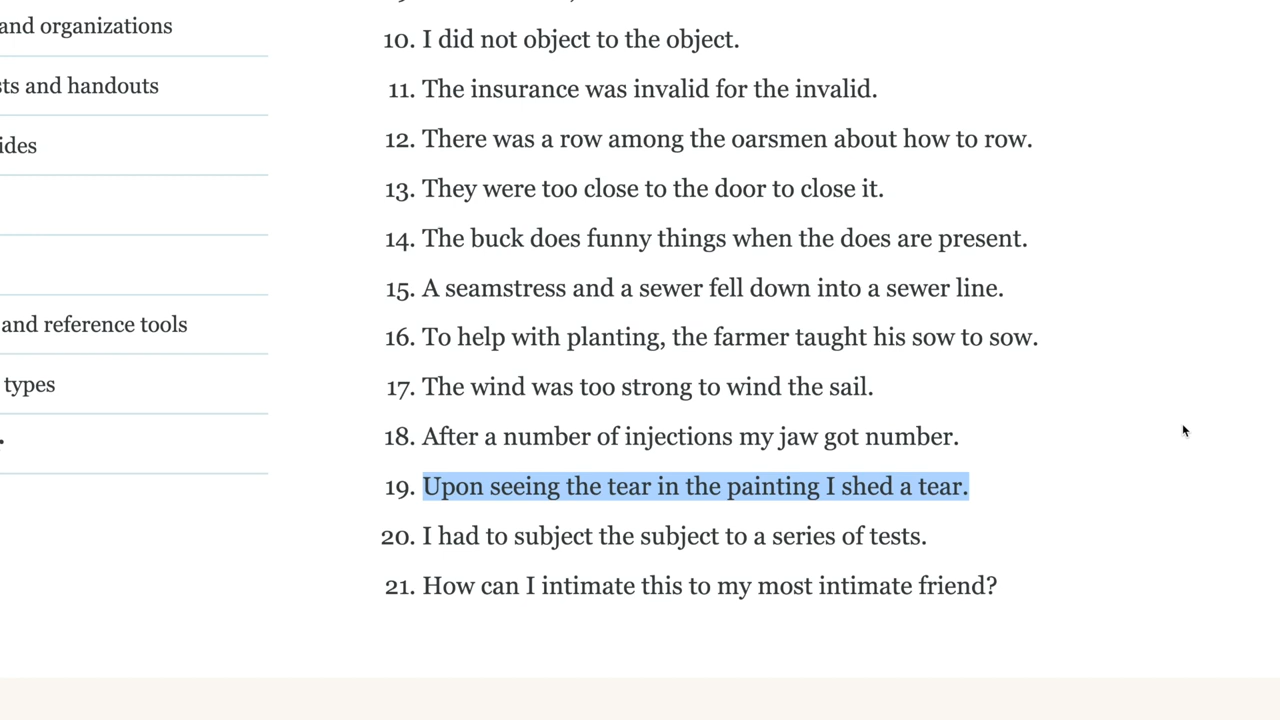 and organizations
sts and handouts
ides
and reference tools
types
10. I did not object to the object.
11. The insurance was invalid for the invalid.
12. There was a row among the oarsmen about how to row.
13. They were too close to the door to close it.
14. The buck does funny things when the does are present.
15. A seamstress and a sewer fell down into a sewer line.
16. To help with planting, the farmer taught his sow to sow.
17. The wind was too strong to wind the sail.
18. After a number of injections my jaw got number.
19. Upon seeing the tear in the painting I shed a tear.
20. I had to subject the subject to a series of tests.
21. How can I intimate this to my most intimate friend?